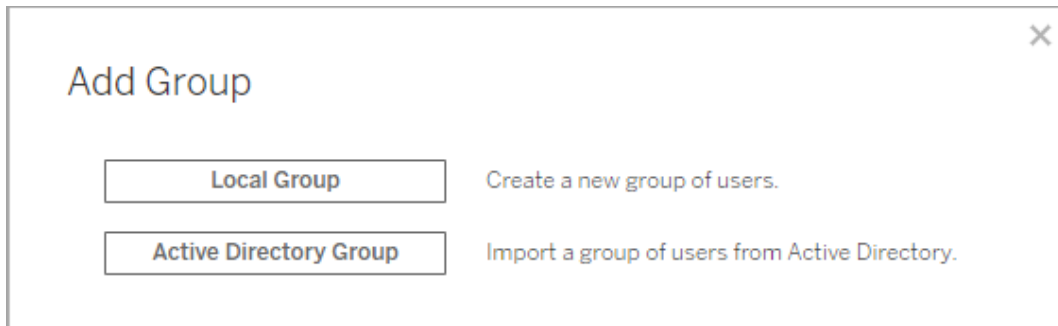 Add Group
Local Group Create a new group of users.
Active Directory Group Import a group of users from Active Directory.